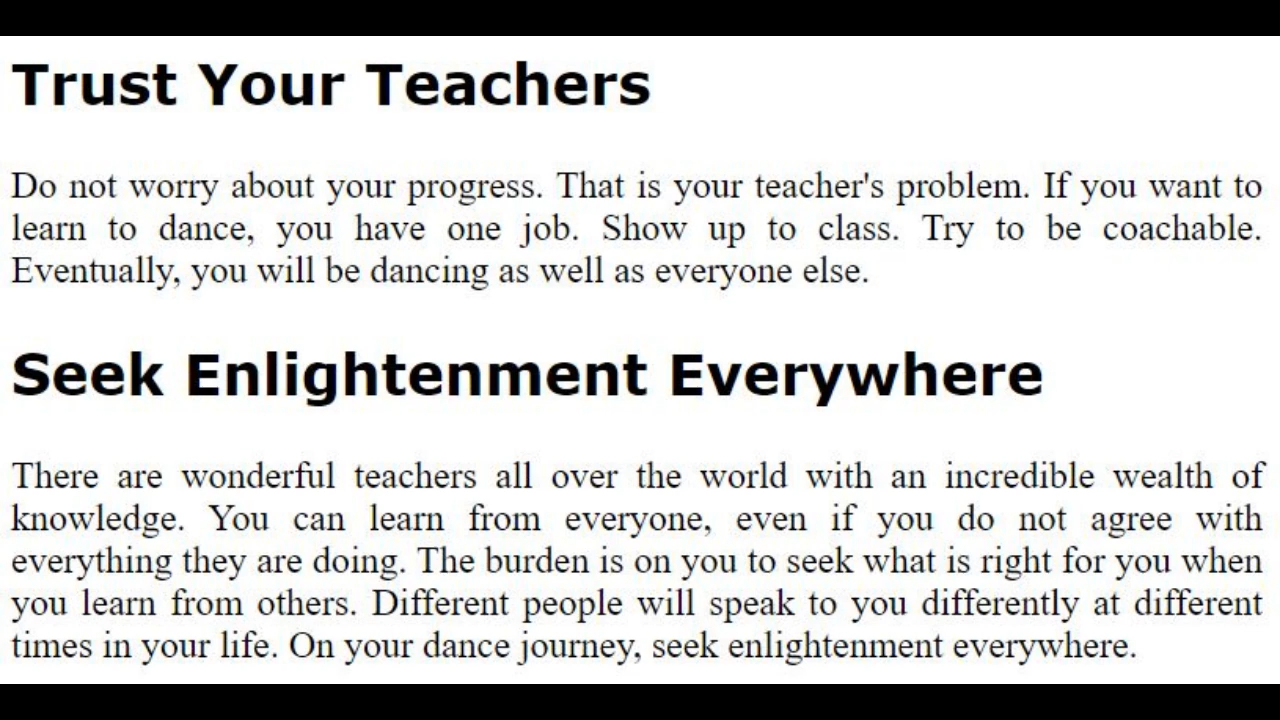 Trust Your Teachers
Do not worry about your progress. That is your teacher's problem. If you want to
learn to dance, you have one job. Show up to class. Try to be coachable.
Eventually, you will be dancing as well as everyone else.
Seek Enlightenment Everywhere
There are wonderful teachers all over the world with an incredible wealth of
knowledge. You can learn from everyone, even if you do not agree with
everything they are doing. The burden is on you to seek what is right for you when
you learn from others. Different people will speak to you differently at different
times in your life. On your dance journey, seek enlightenment everywhere.